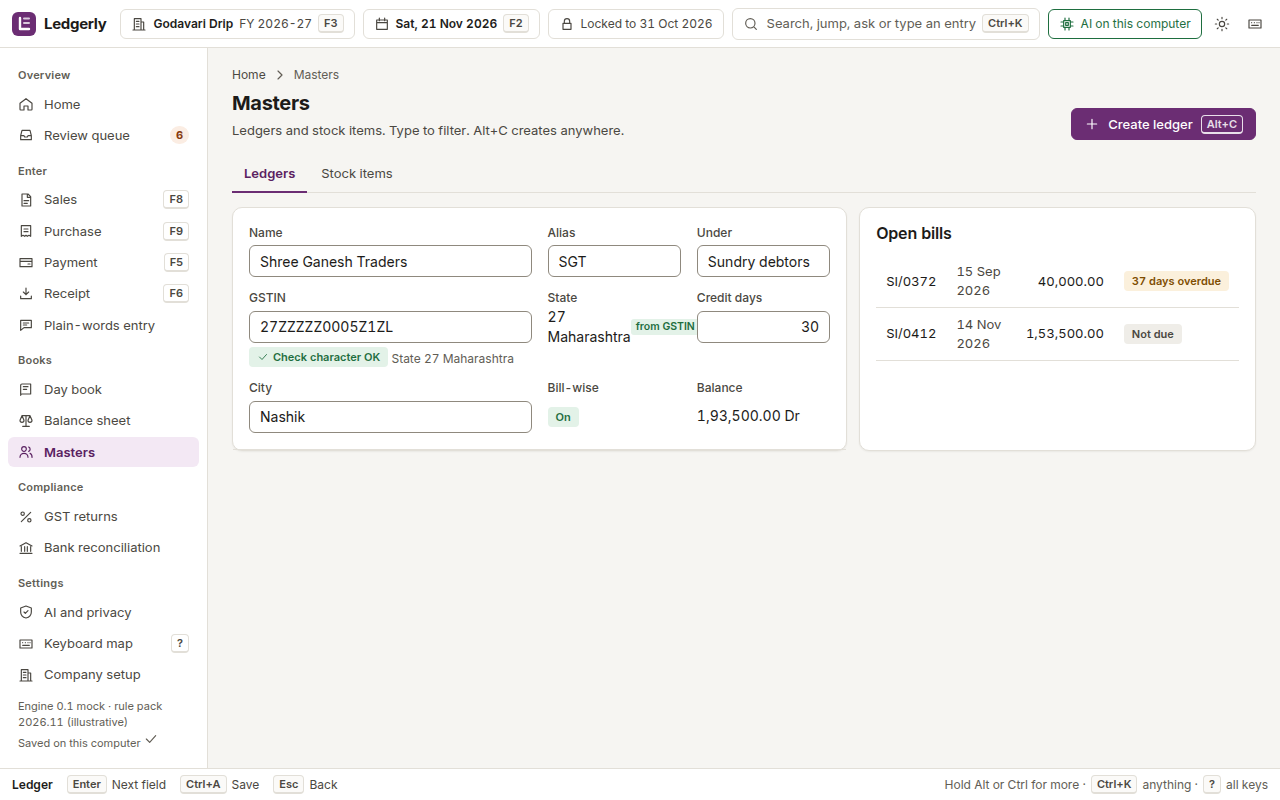 Ledgerly
Godavari Drip FY 2026-27 F3
Sat, 21 Nov 2026 F2
Locked to 31 Oct 2026
Search, jump, ask or type an entry Ctrl+K
AI on this computer
Overview
Home
Review queue 6
Enter
Sales F8
Purchase F9
Payment F5
Receipt F6
Plain-words entry
Books
Day book
Balance sheet
Masters
Compliance
GST returns
Bank reconciliation
Settings
AI and privacy
Keyboard map ?
Company setup
Engine 0.1 mock · rule pack
2026.11 (illustrative)
Saved on this computer
Home Masters
Masters
Ledgers and stock items. Type to filter. Alt+C creates anywhere.
Create ledger Alt+C
Ledgers Stock items
Name Alias Under
Shree Ganesh Traders SGT Sundry debtors
GSTIN State Credit days
27ZZZZZ0005Z1ZL 27 Maharashtra from GSTIN 30
Check character OK State 27 Maharashtra
City Bill-wise Balance
Nashik On 1,93,500.00 Dr
Open bills
SI/0372 15 Sep 2026 40,000.00 37 days overdue
SI/0412 14 Nov 2026 1,53,500.00 Not due
Ledger Enter Next field Ctrl+A Save Esc Back
Hold Alt or Ctrl for more · Ctrl+K anything · ? all keys